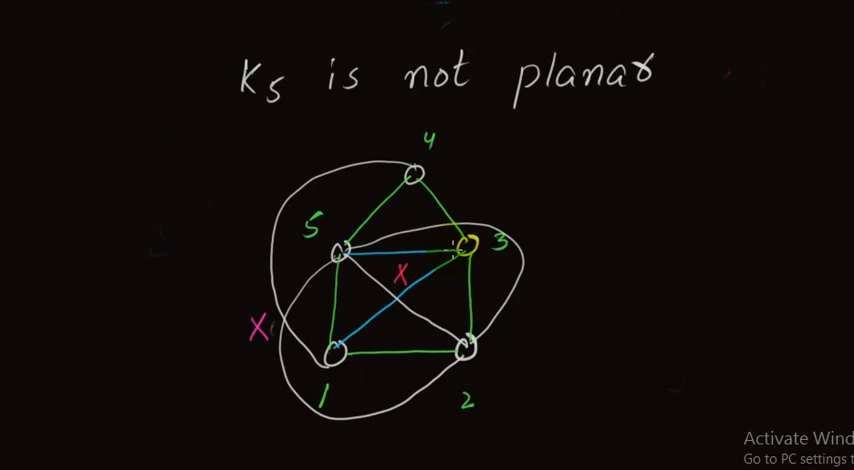 K5 is not planar
4
5
3
X
X
1
2
Activate Wind
Go to PC settings t